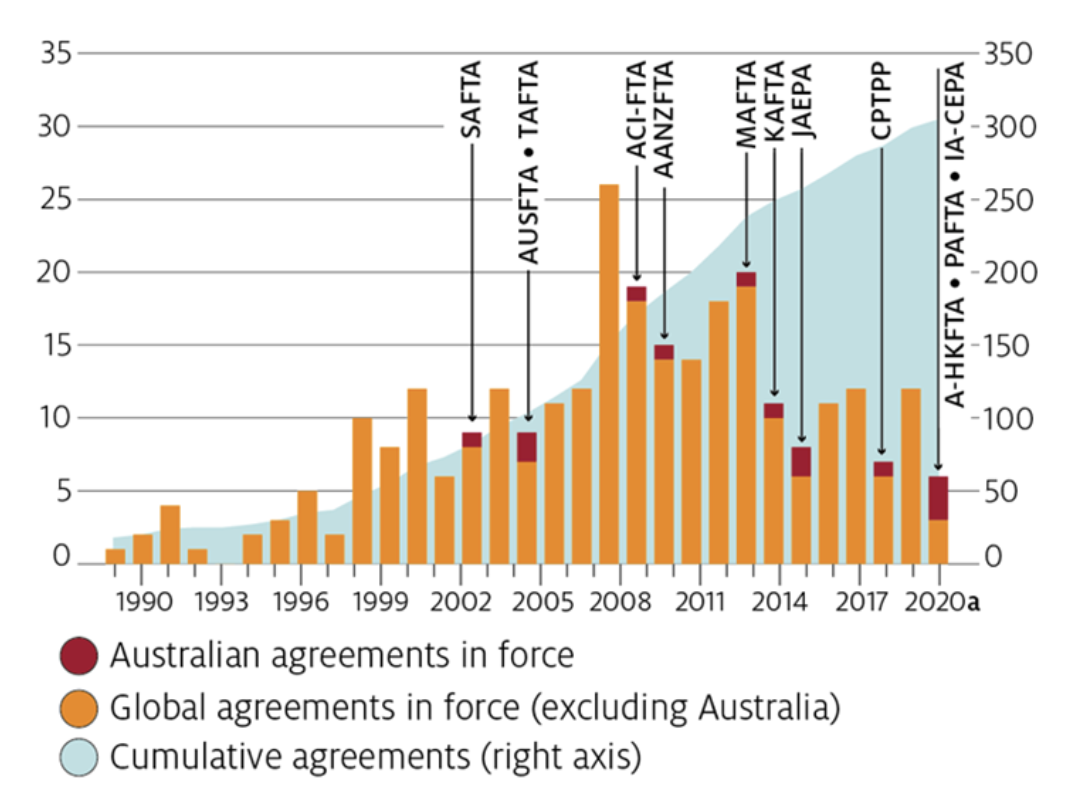 35
30
25
20
15
10
5
0
350
300
250
200
150
100
50
0
SAFTA
AUSFTA • TAFTA
ACI-FTA
AANZFTA
MAFTA
KAFTA
JAEPA
CPTPP
A-HKFTA • PAFTA • IA-CEPA
1990 1993 1996 1999 2002 2005 2008 2011 2014 2017 2020a
Australian agreements in force
Global agreements in force (excluding Australia)
Cumulative agreements (right axis)